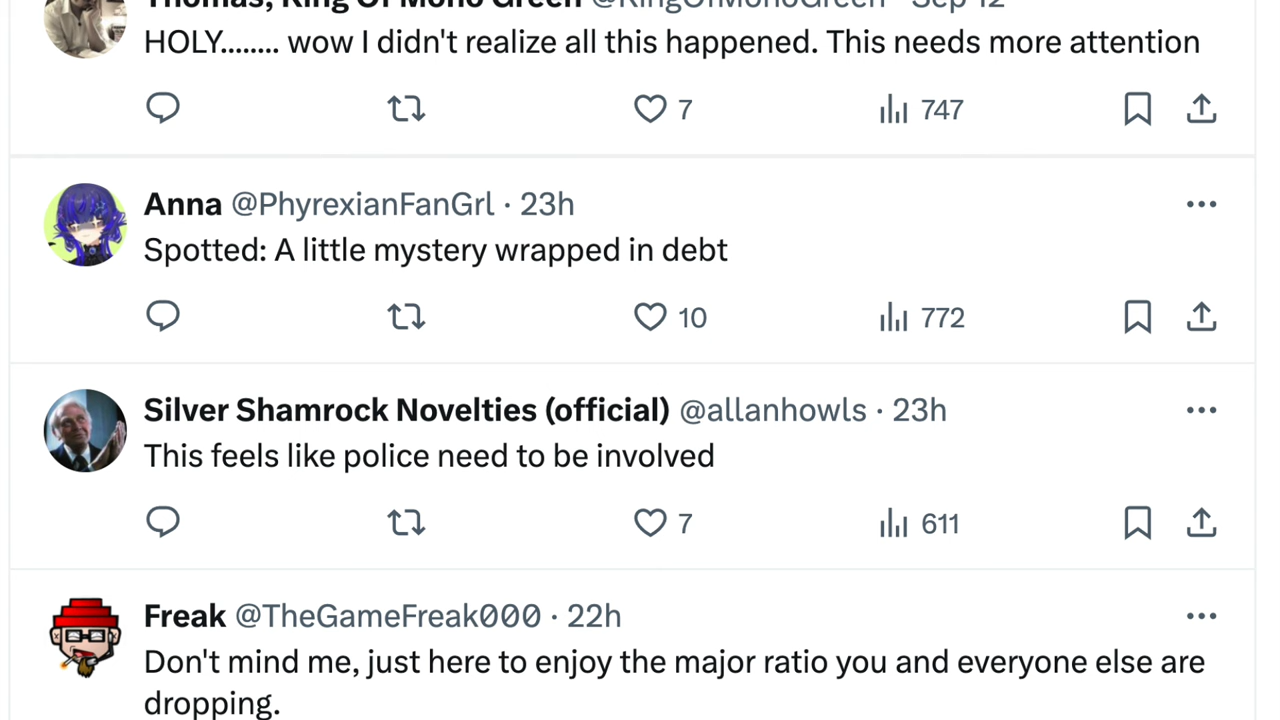 Thomas, King Of Mono Green @KingOfMonoGreen · Sep 12
HOLY........ wow I didn't realize all this happened. This needs more attention
7 747
Anna @PhyrexianFanGrl · 23h
Spotted: A little mystery wrapped in debt
10 772
Silver Shamrock Novelties (official) @allanhowls · 23h
This feels like police need to be involved
7 611
Freak @TheGameFreak000 · 22h
Don't mind me, just here to enjoy the major ratio you and everyone else are
dropping.